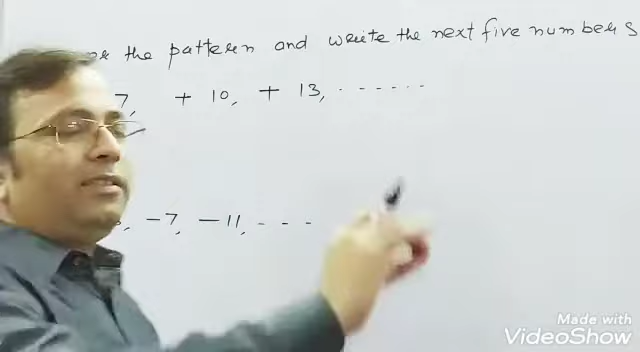 the pattern and write the next five numbers
7, + 10, + 13, ......
, -7, -11, - - -
Made with
VideoShow